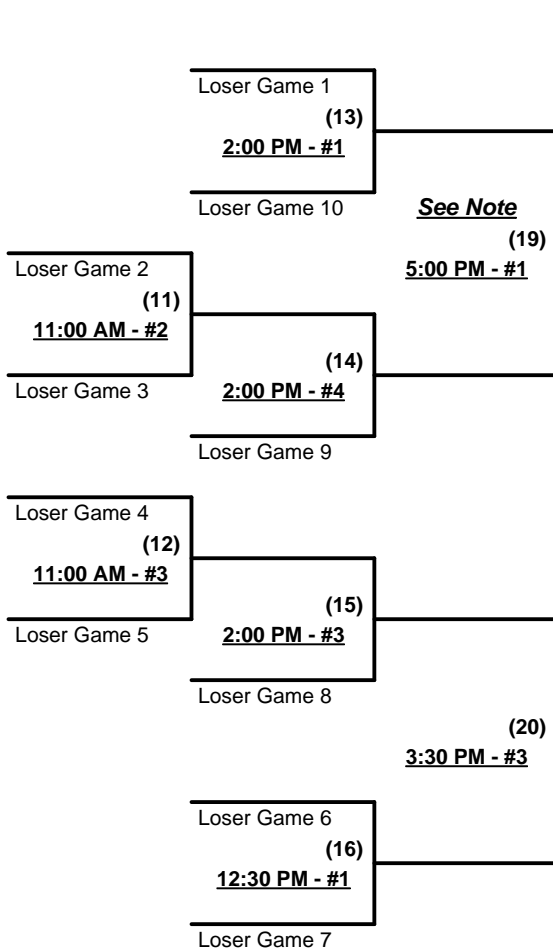 Loser Game 1
(13)
2:00 PM - #1
Loser Game 10
See Note
(19)
5:00 PM - #1
Loser Game 2
(11)
11:00 AM - #2
Loser Game 3
(14)
2:00 PM - #4
Loser Game 9
Loser Game 4
(12)
11:00 AM - #3
Loser Game 5
(15)
2:00 PM - #3
Loser Game 8
(20)
3:30 PM - #3
Loser Game 6
(16)
12:30 PM - #1
Loser Game 7